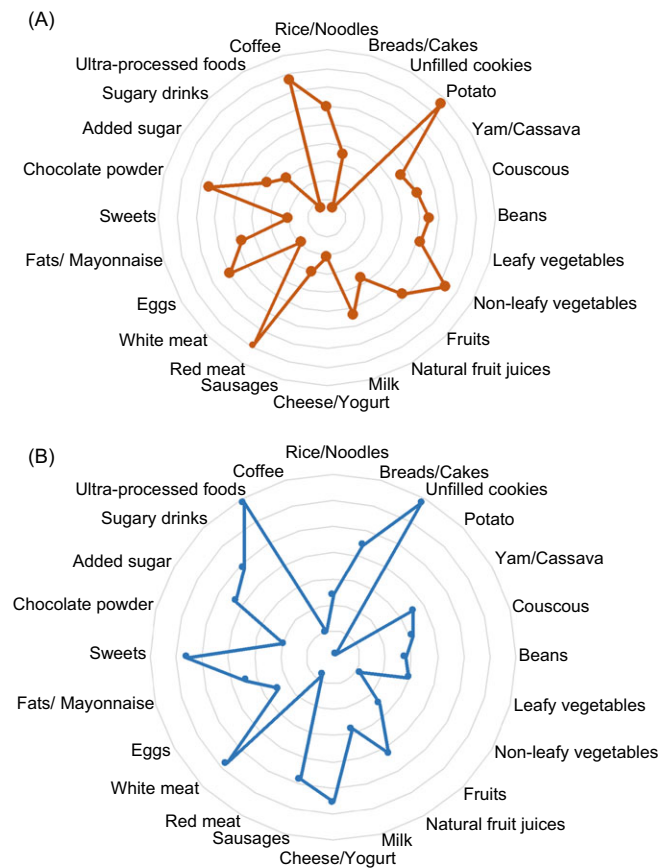 (A)
Rice/Noodles
Coffee
Breads/Cakes
Ultra-processed foods
Unfilled cookies
Sugary drinks
Potato
Added sugar
Yam/Cassava
Chocolate powder
Couscous
Sweets
Beans
Fats/ Mayonnaise
Leafy vegetables
Eggs
Non-leafy vegetables
White meat
Fruits
Red meat
Natural fruit juices
Sausages
Milk
Cheese/Yogurt
(B)
Rice/Noodles
Coffee
Breads/Cakes
Ultra-processed foods
Unfilled cookies
Sugary drinks
Potato
Added sugar
Yam/Cassava
Chocolate powder
Couscous
Sweets
Beans
Fats/ Mayonnaise
Leafy vegetables
Eggs
Non-leafy vegetables
White meat
Fruits
Red meat
Natural fruit juices
Sausages
Milk
Cheese/Yogurt